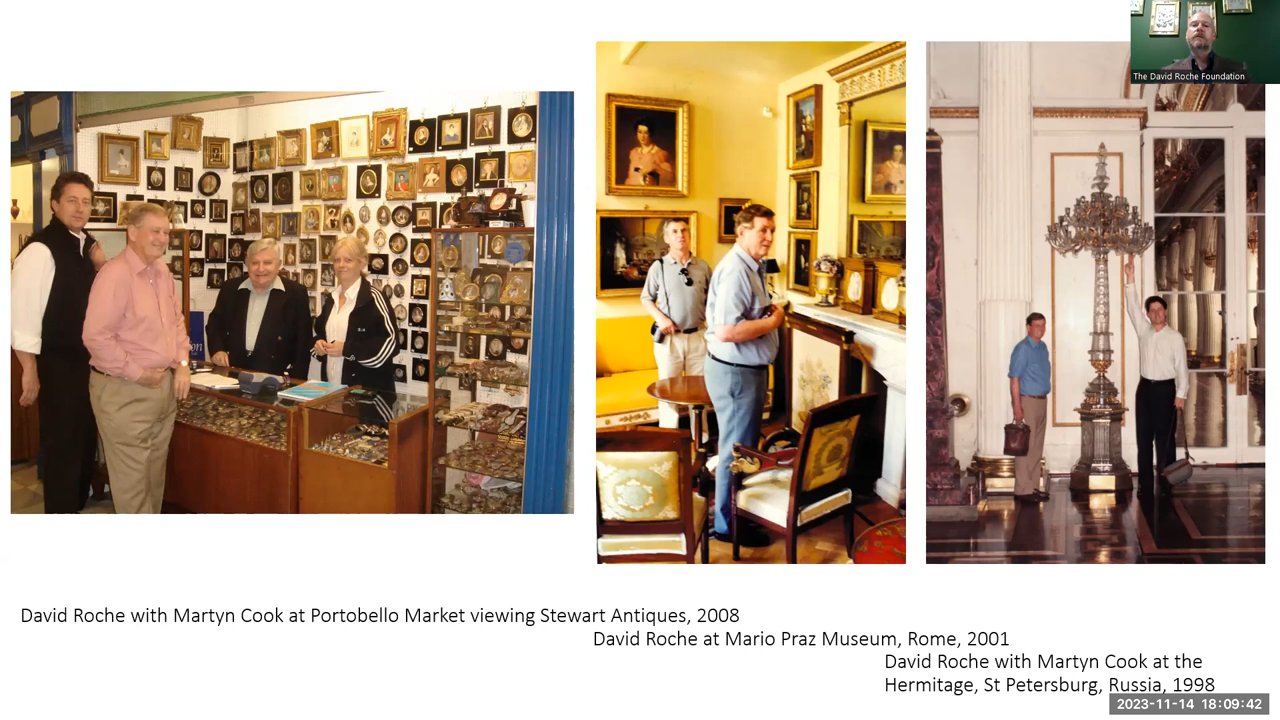 The David Roche Foundation
David Roche with Martyn Cook at Portobello Market viewing Stewart Antiques, 2008
David Roche at Mario Praz Museum, Rome, 2001
David Roche with Martyn Cook at the
Hermitage, St Petersburg, Russia, 1998
2023-11-14 18:09:42